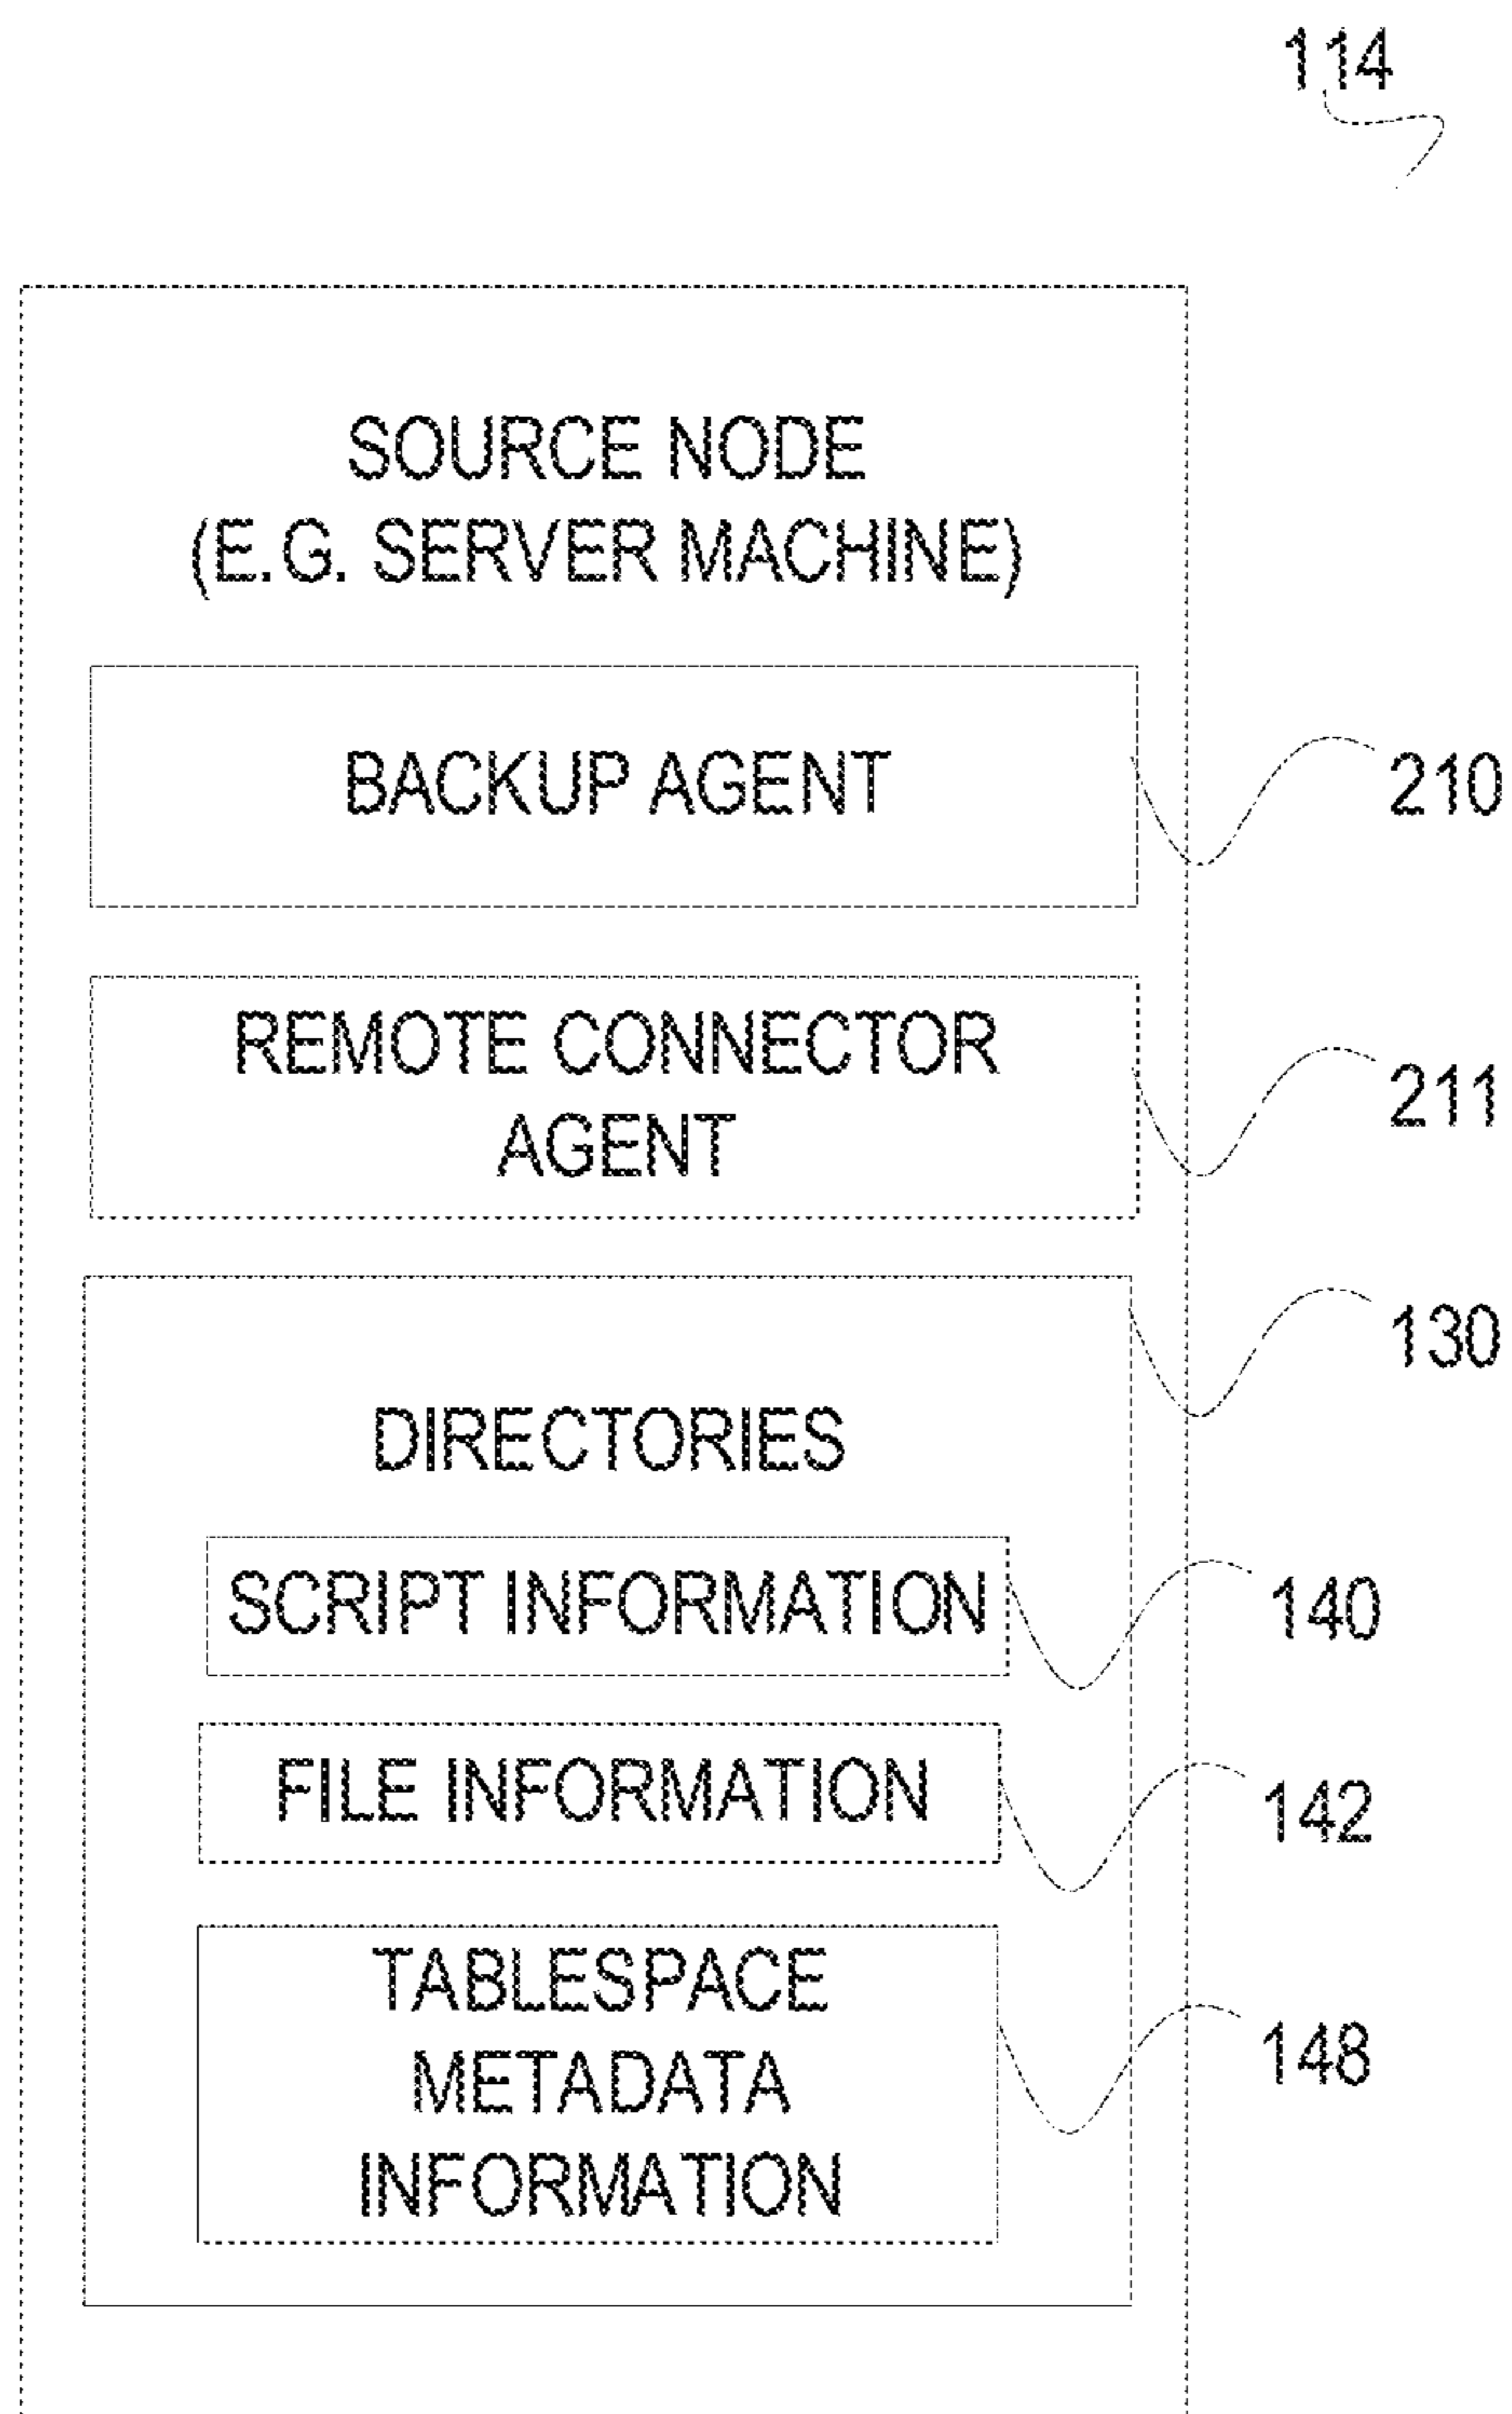 114
SOURCE NODE
(E.G. SERVER MACHINE)
BACKUP AGENT
210
REMOTE CONNECTOR
AGENT
211
130
DIRECTORIES
SCRIPT INFORMATION
140
FILE INFORMATION
142
TABLESPACE
METADATA
INFORMATION
148